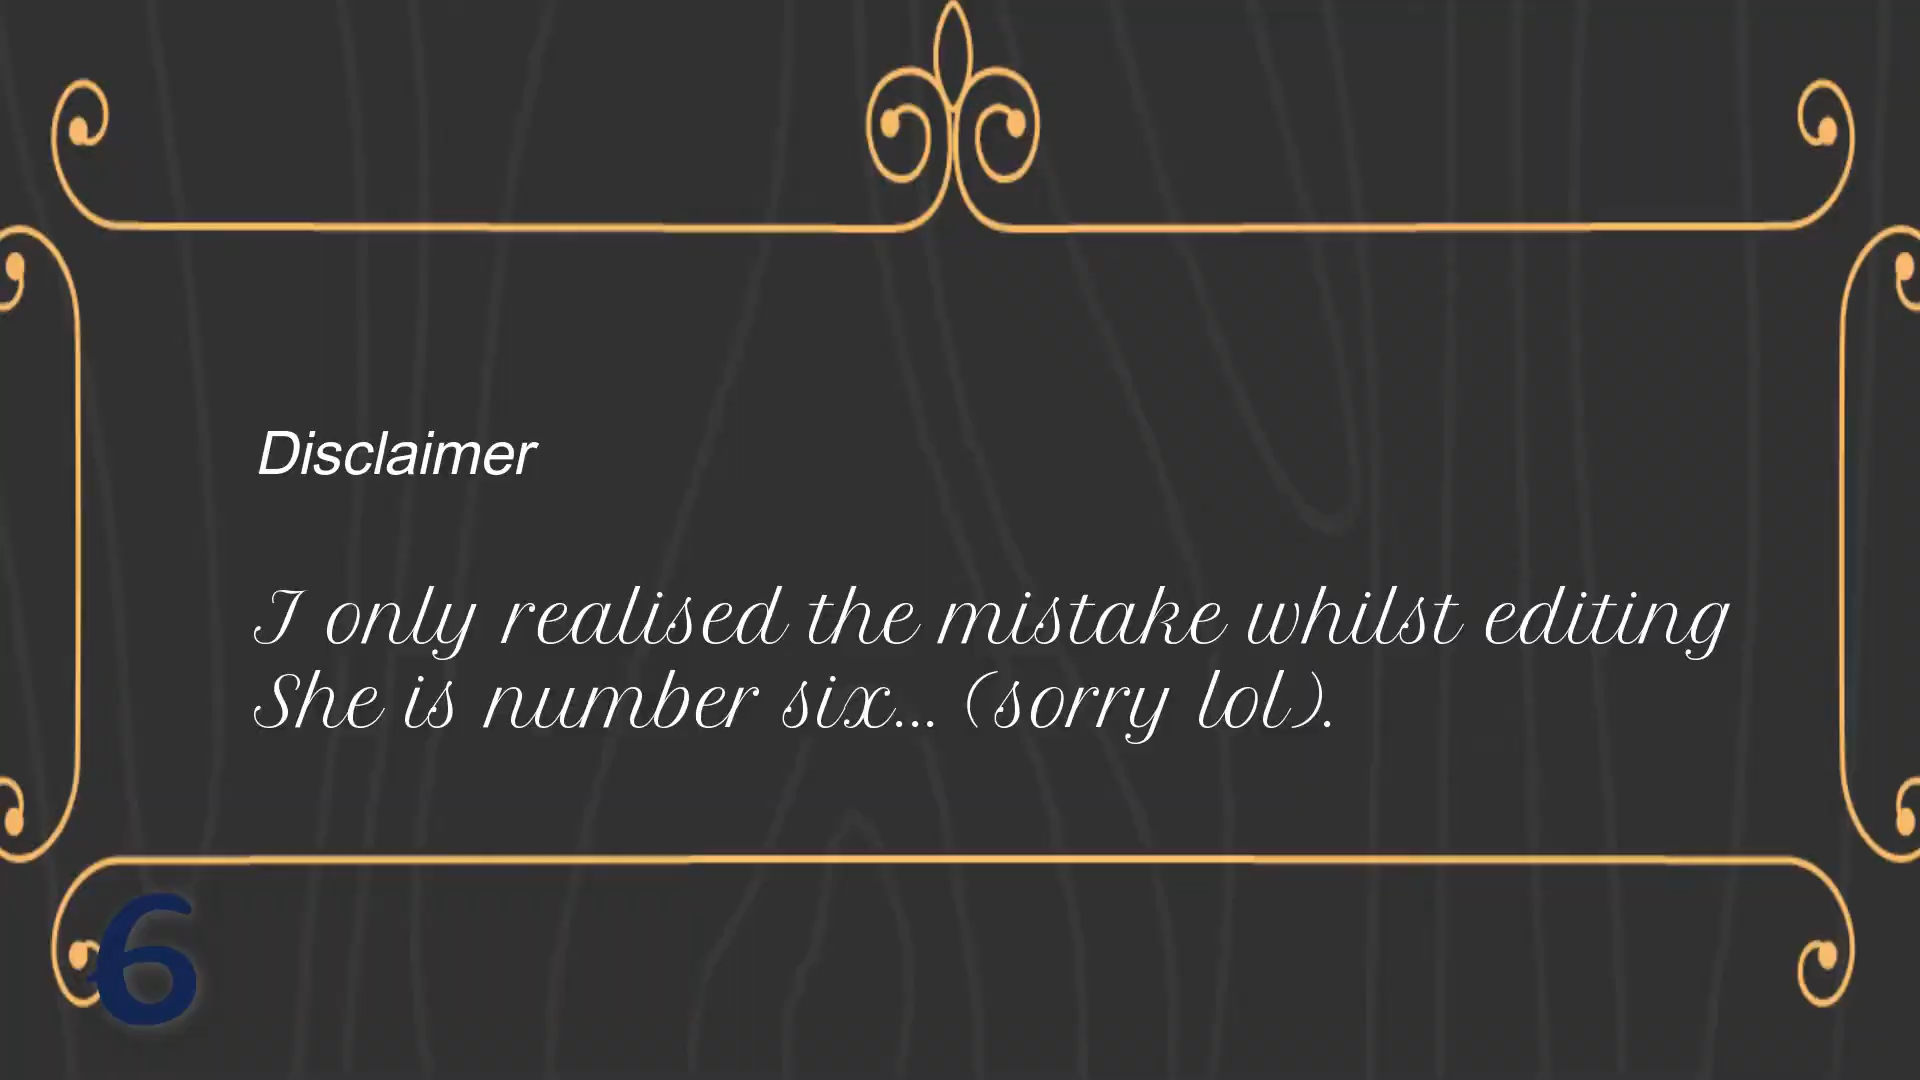 Disclaimer
I only realised the mistake whilst editing
She is number six... (sorry lol).
6